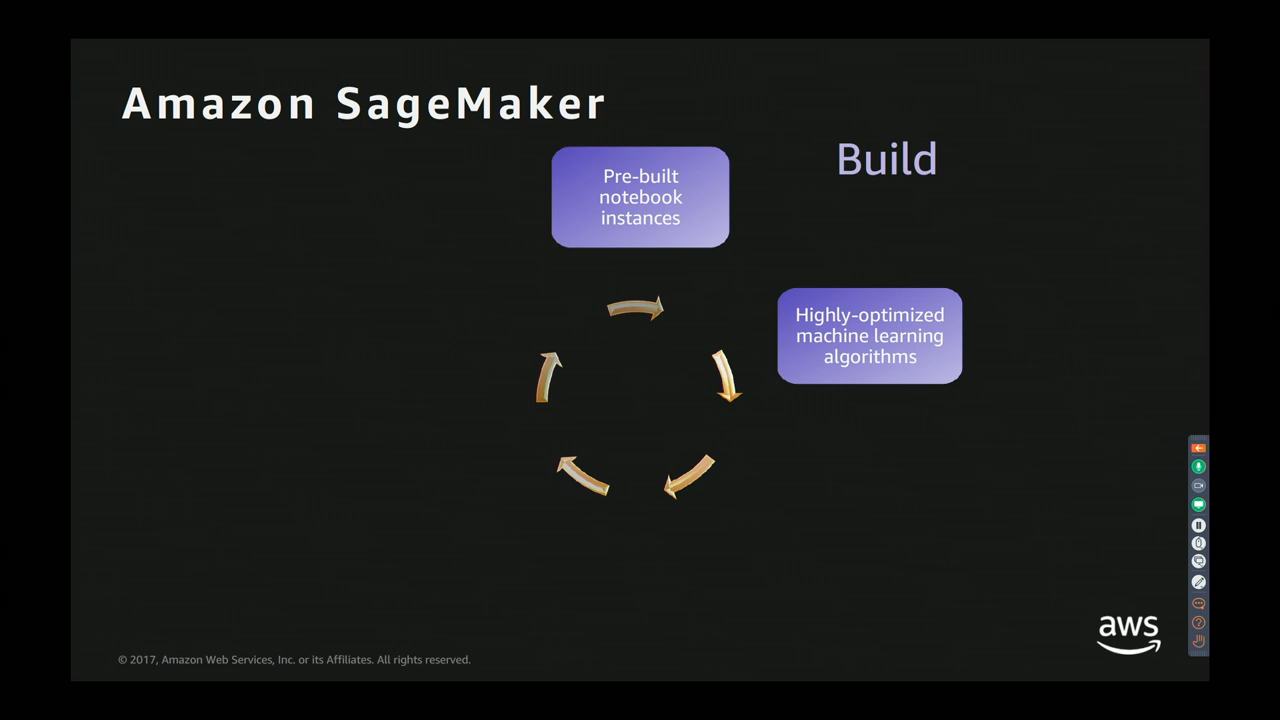 Amazon SageMaker
Build
Pre-built
notebook
instances
Highly-optimized
machine learning
algorithms
aws
© 2017, Amazon Web Services, Inc. or its Affiliates. All rights reserved.